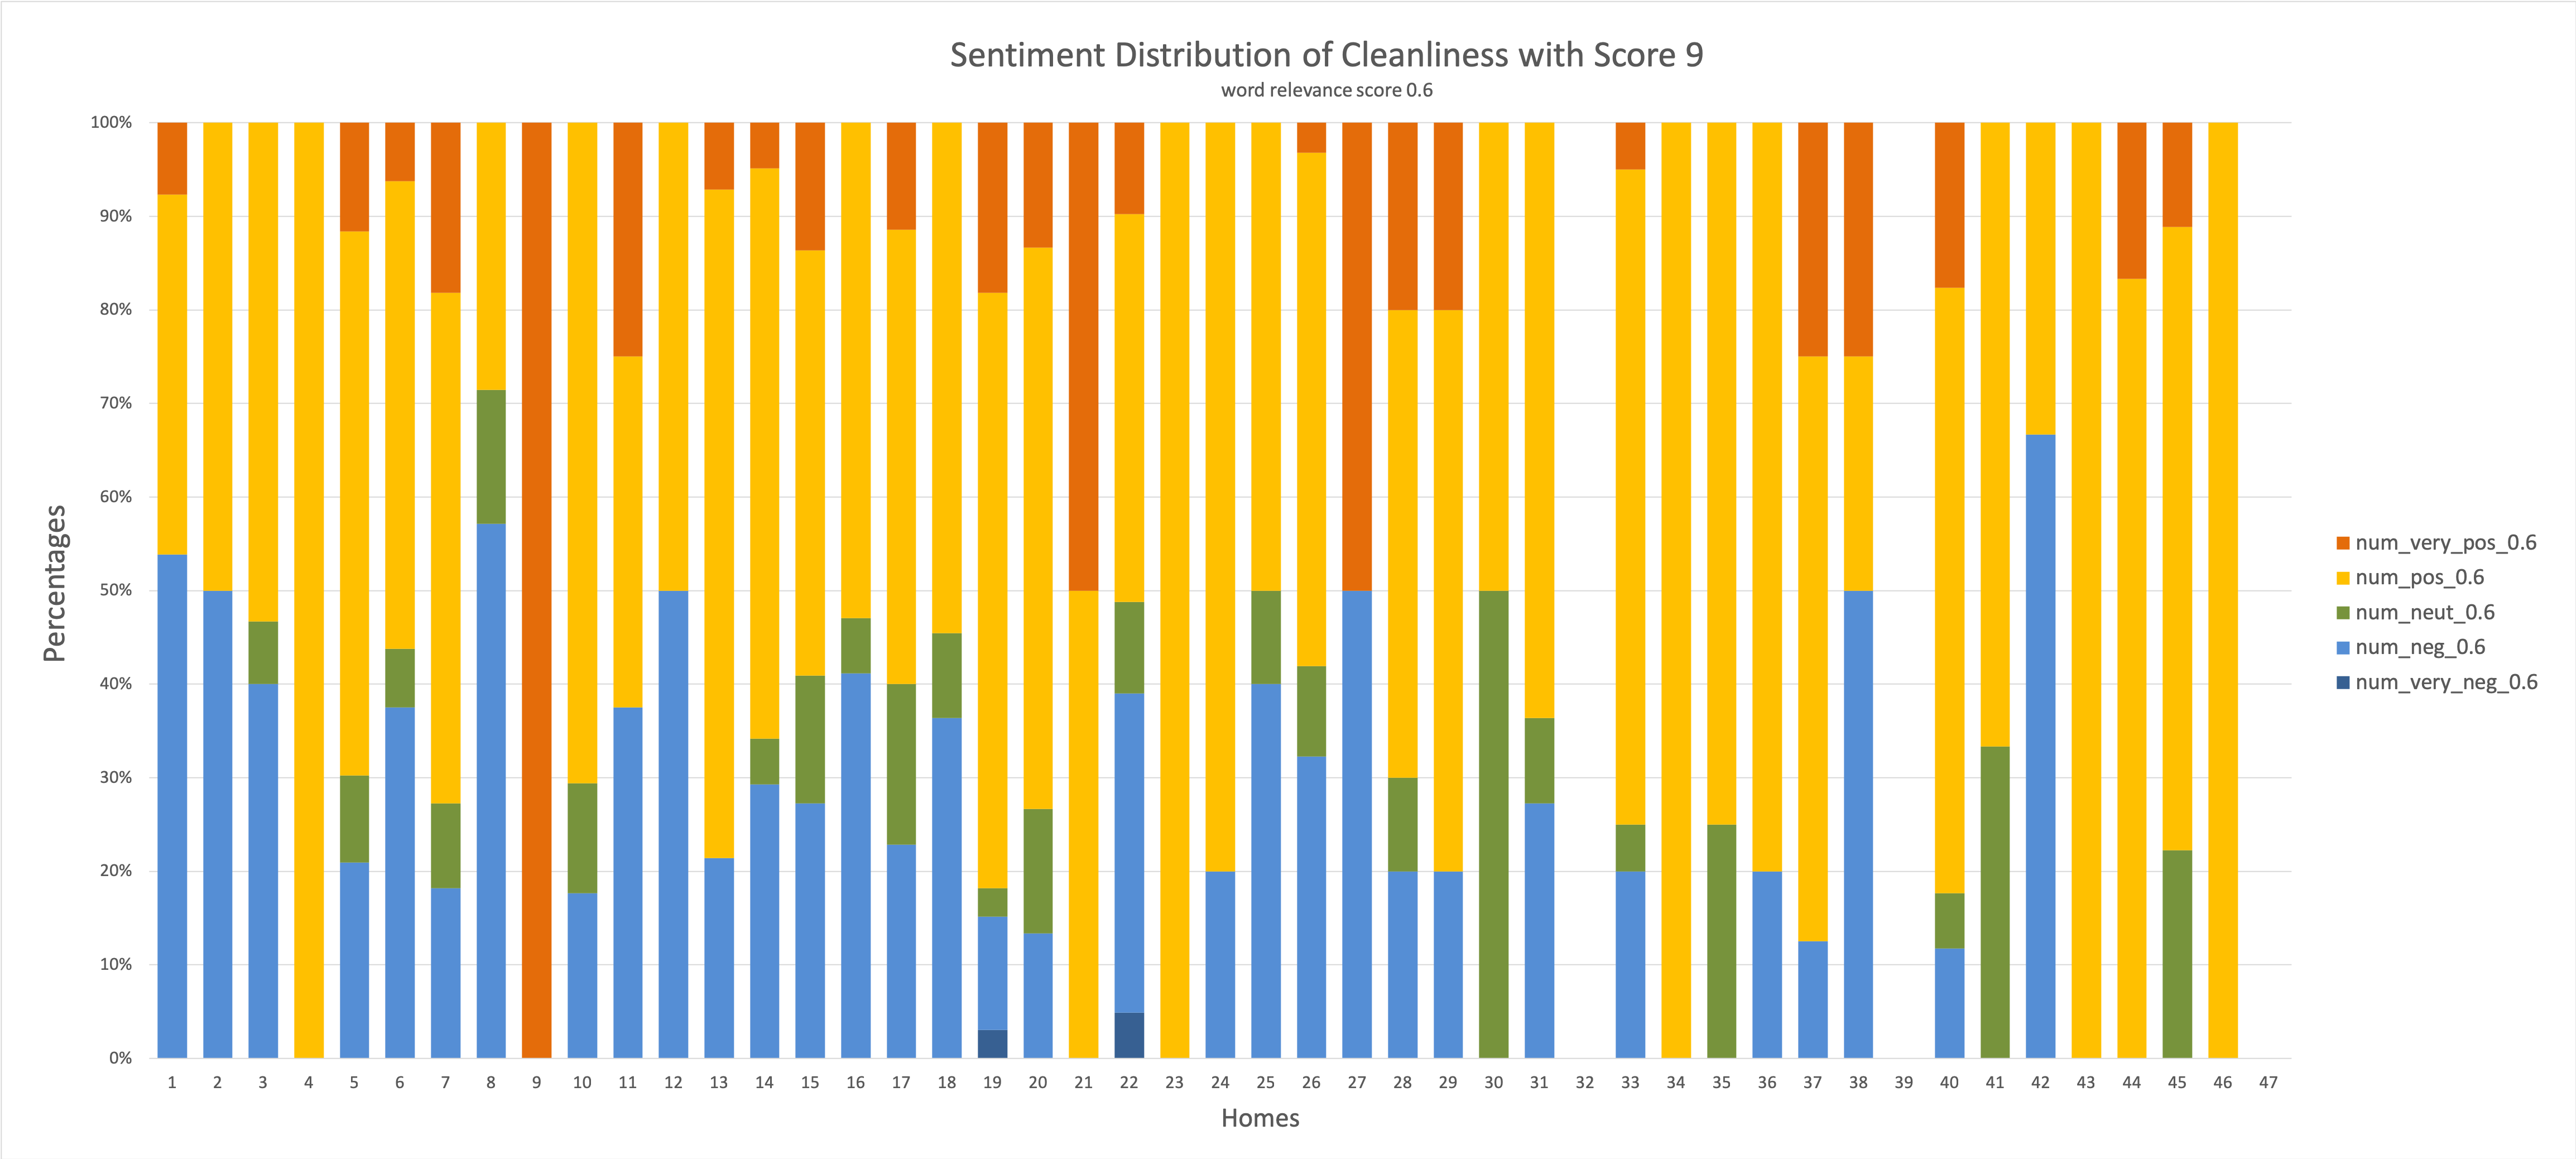 Sentiment Distribution of Cleanliness with Score 9
word relevance score 0.6
100%
90%
80%
70%
60%
50%
40%
30%
20%
10%
0%
Percentages
1 2 3 4 5 6 7 8 9 10 11 12 13 14 15 16 17 18 19 20 21 22 23 24 25 26 27 28 29 30 31 32 33 34 35 36 37 38 39 40 41 42 43 44 45 46 47
Homes
num_very_pos_0.6
num_pos_0.6
num_neut_0.6
num_neg_0.6
num_very_neg_0.6